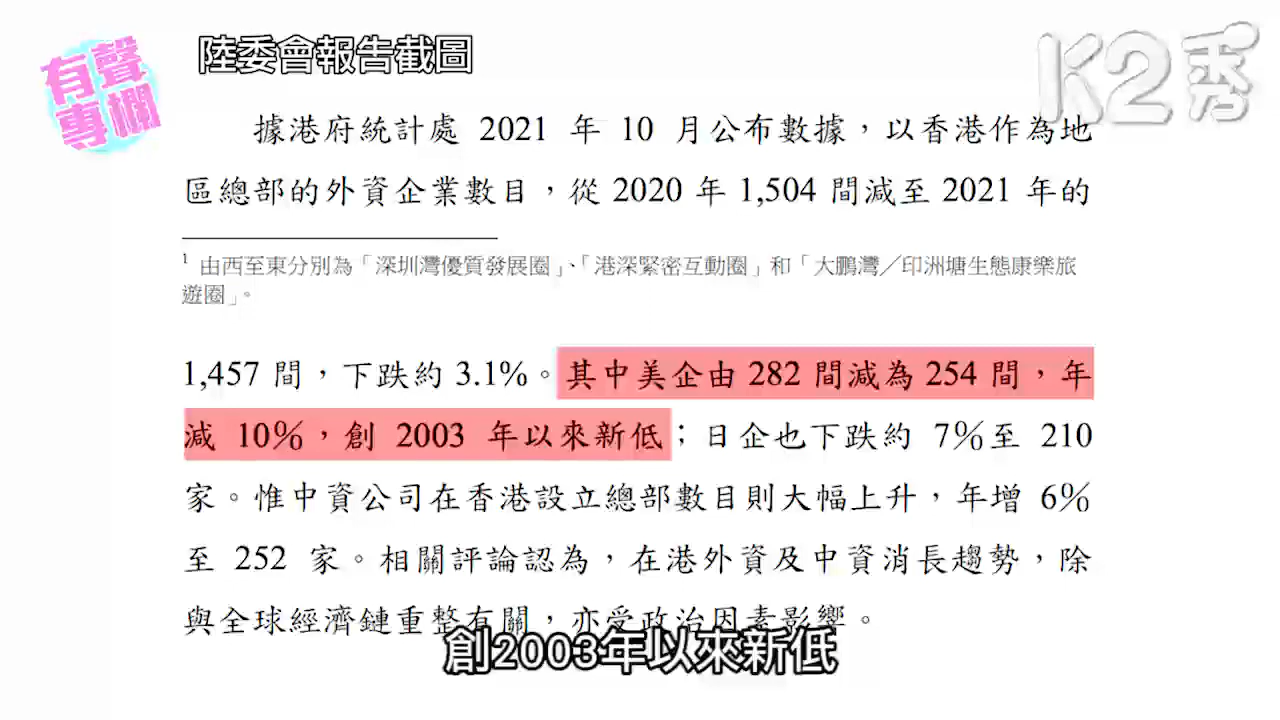 有聲
專欄
陸委會報告截圖
K2秀
據港府統計處 2021 年 10 月公布數據，以香港作為地
區總部的外資企業數目，從 2020 年 1,504 間減至 2021 年的
1 由西至東分別為「深圳灣優質發展圈」、「港深緊密互動圈」和「大鵬灣／印洲塘生態康樂旅
遊圈」。
1,457 間，下跌約 3.1%。其中美企由 282 間減為 254 間，年
減 10%，創 2003 年以來新低；日企也下跌約 7%至 210
家。惟中資公司在香港設立總部數目則大幅上升，年增 6%
至 252 家。相關評論認為，在港外資及中資消長趨勢，除
與全球經濟鏈重整有關，亦受政治因素影響。
創2003年以來新低